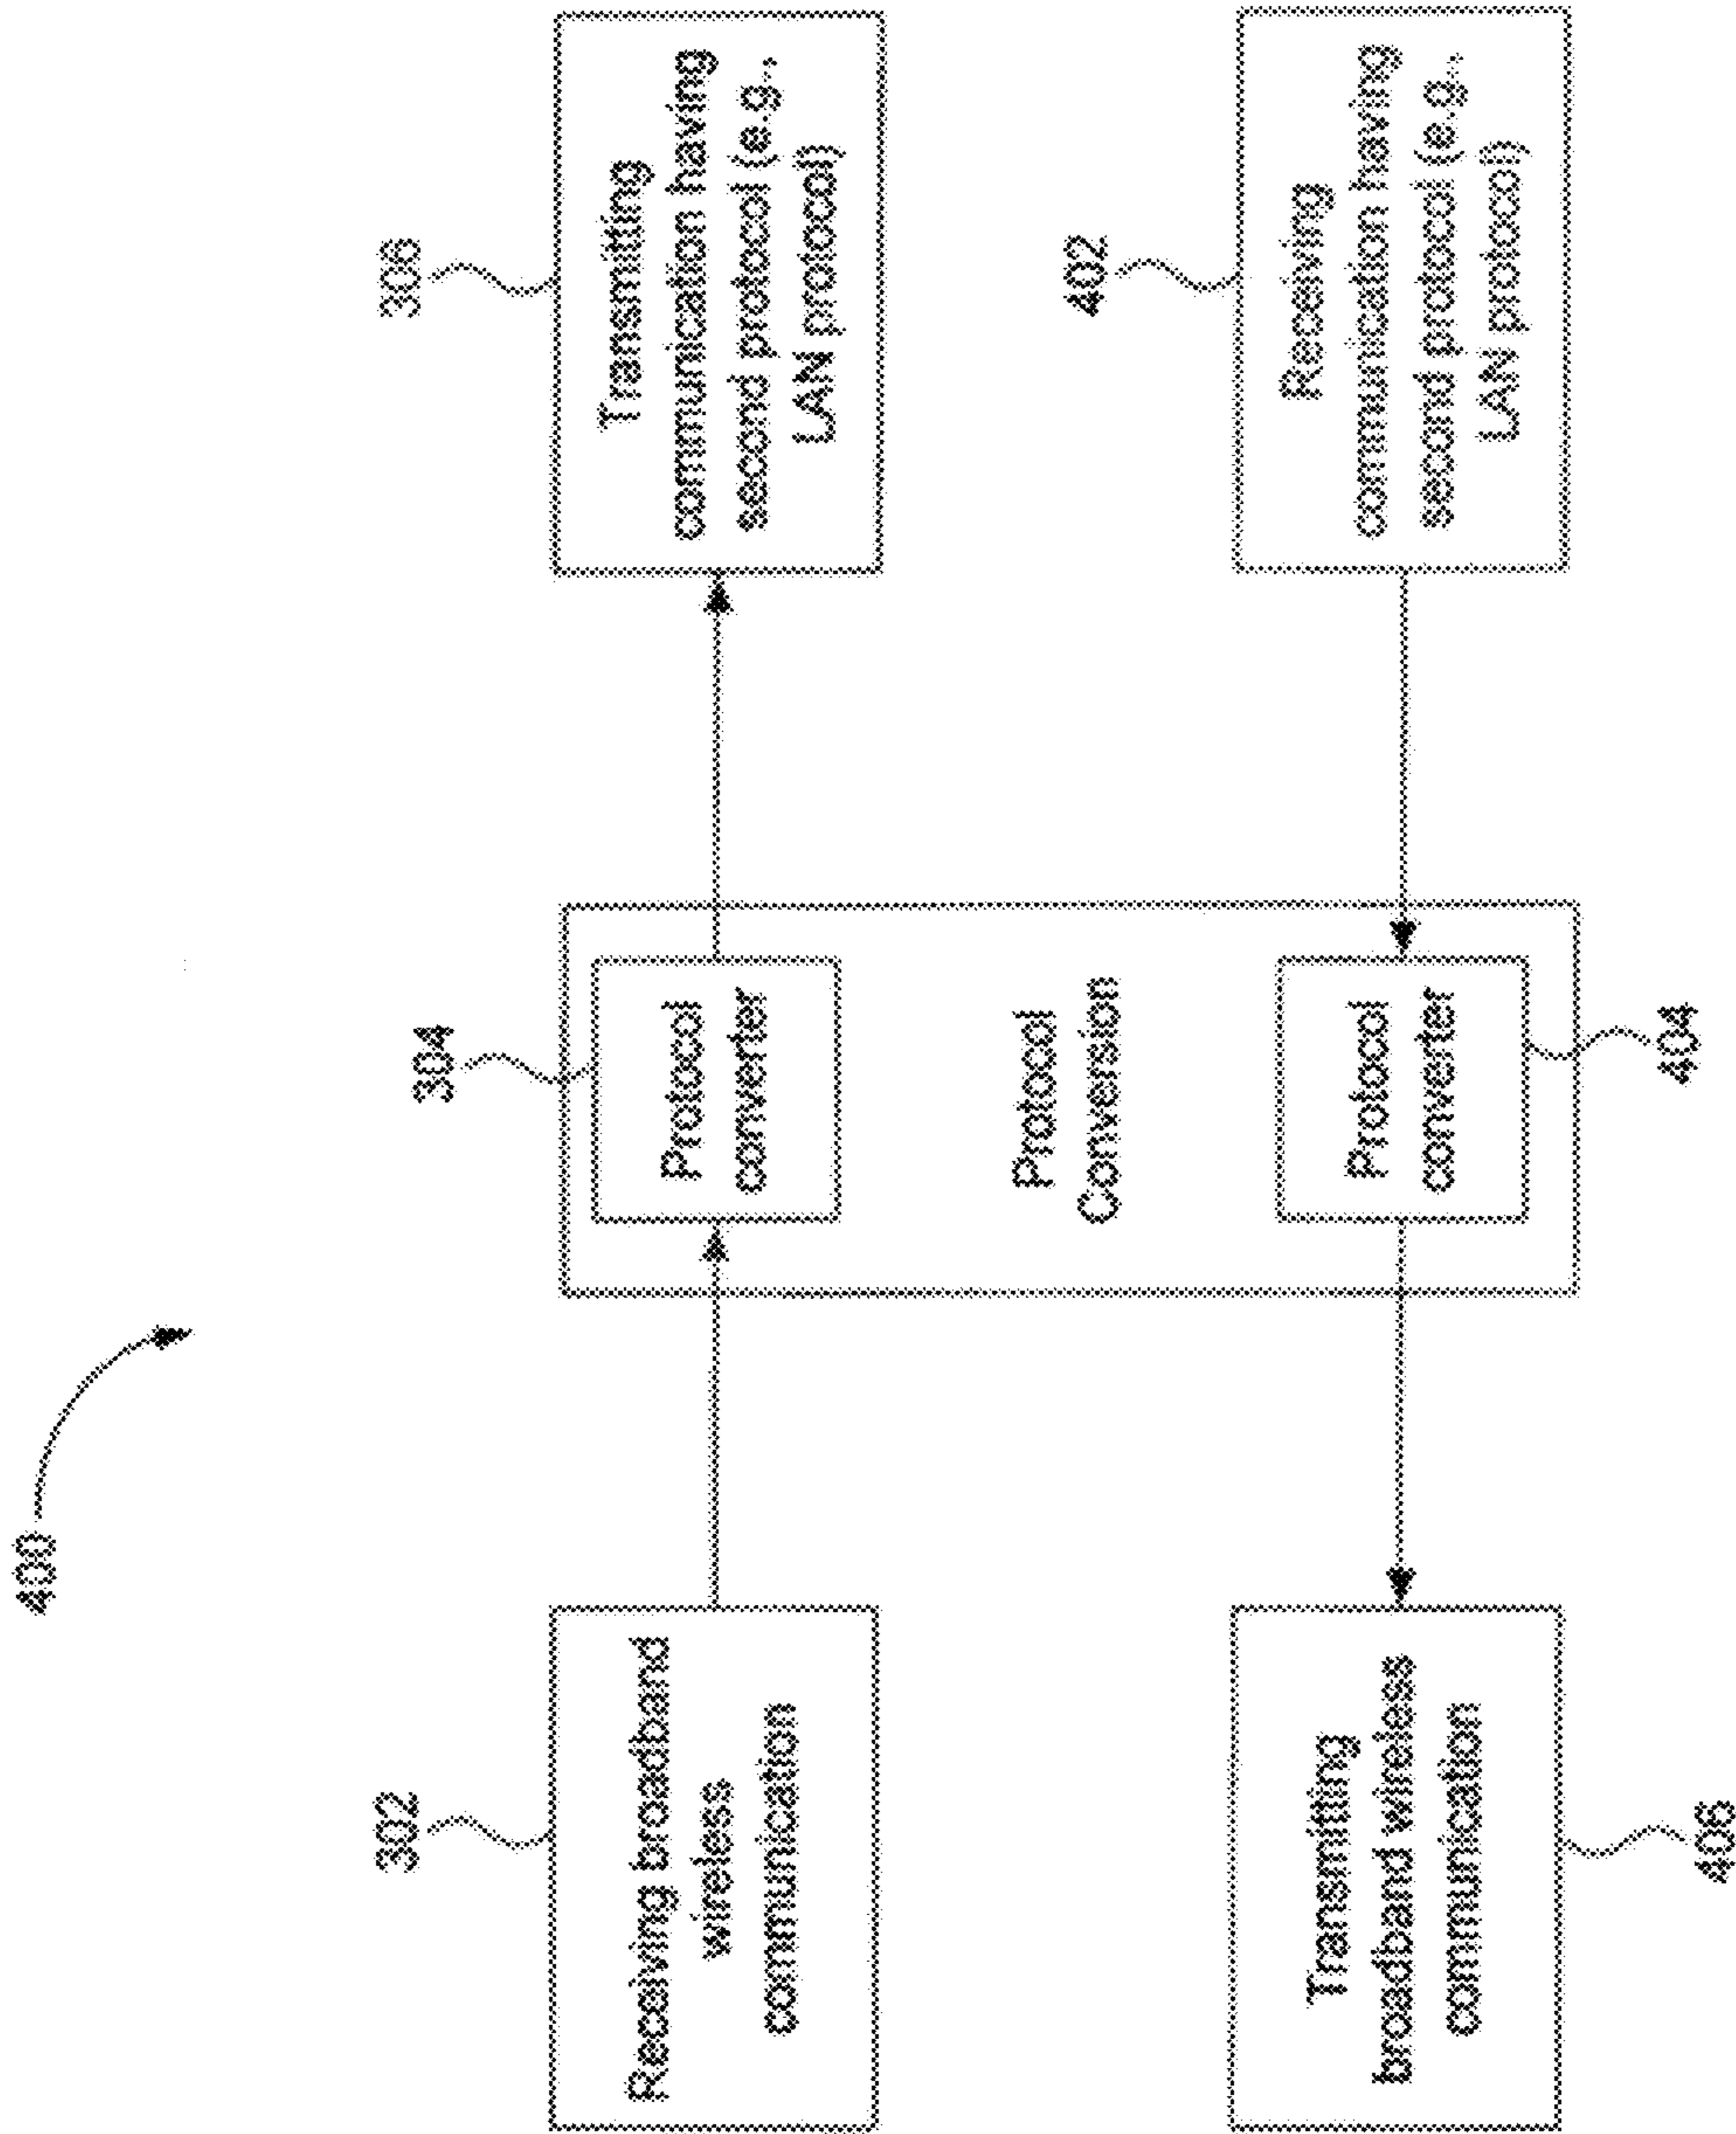 400
302
Receiving broadband
wireless
communication
304
Protocol
converter
306
Transmitting
communication having
second protocol (e.g.,
LAN protocol)
Protocol
Conversion
Transmitting
broadband wireless
communication
406
Protocol
converter
404
402
Receiving
communication having
second protocol (e.g.,
LAN protocol)